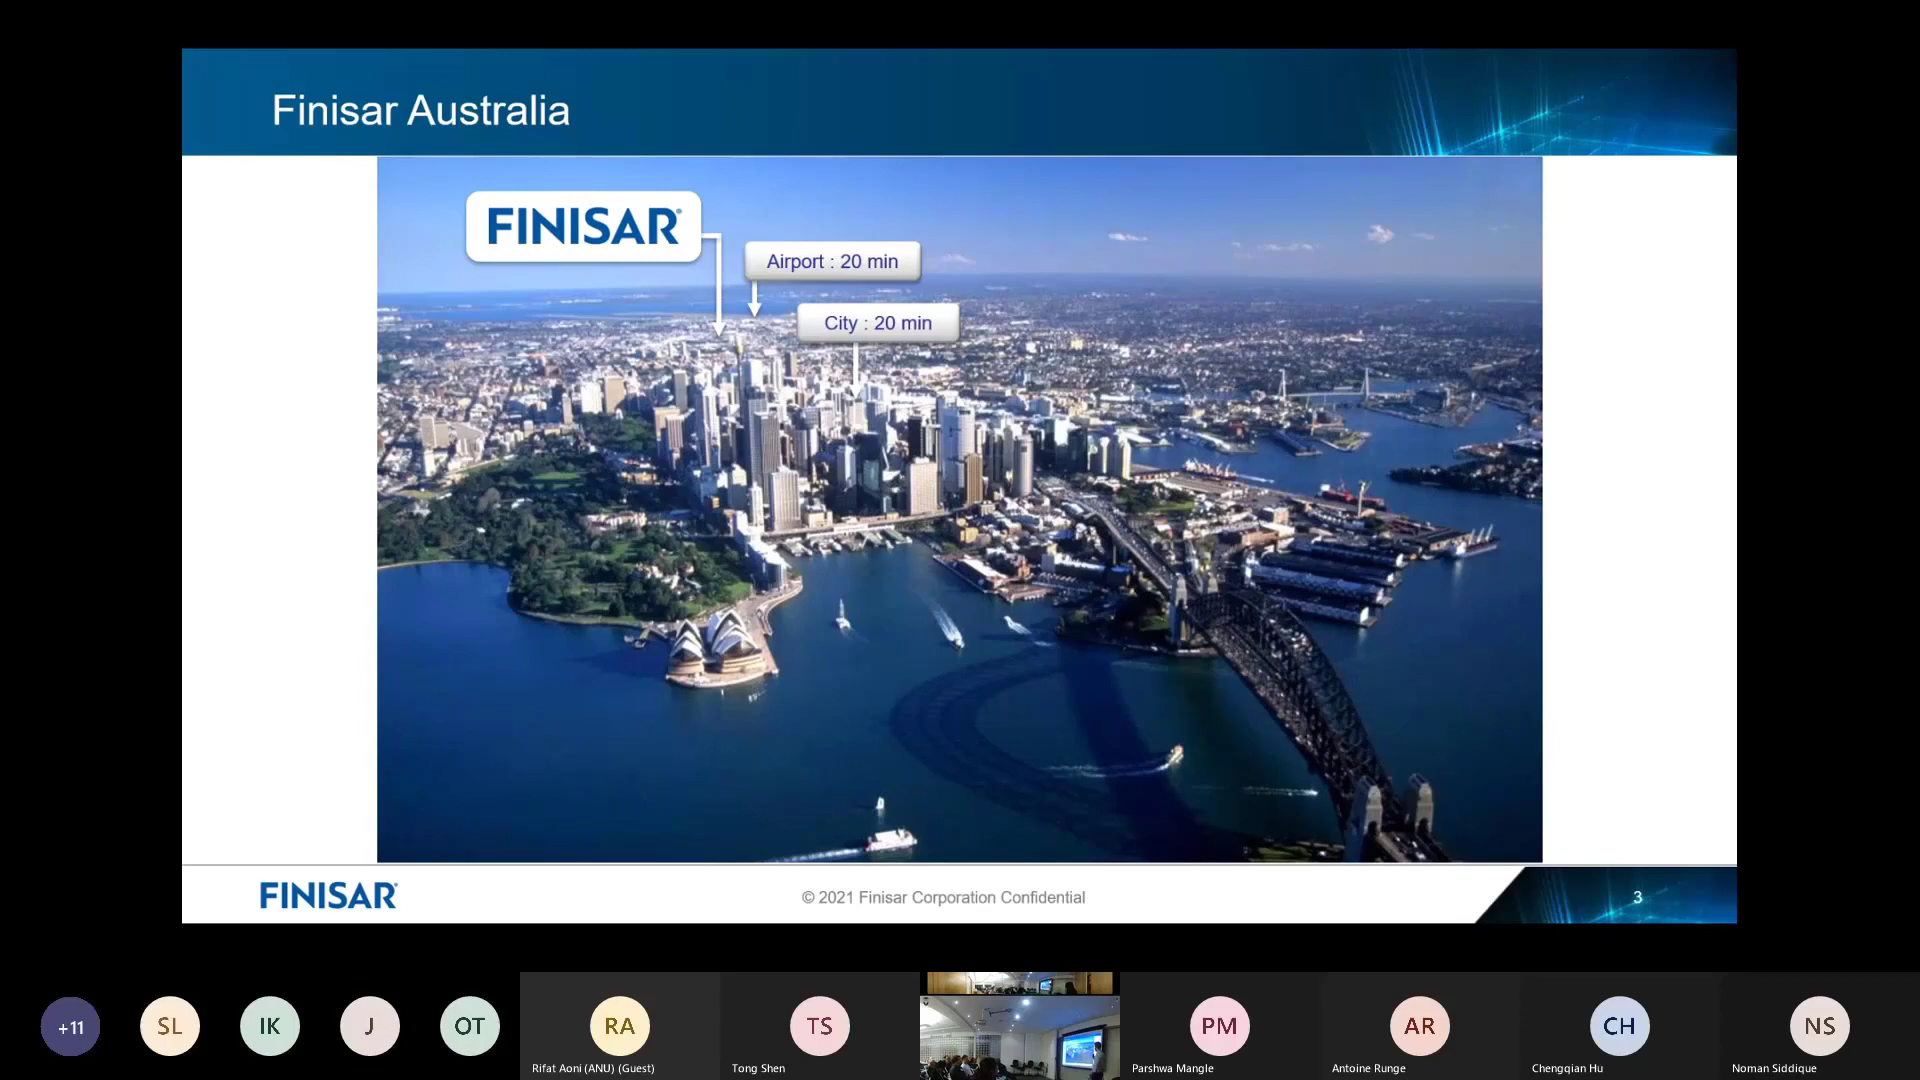 Finisar Australia
FINISAR®
Airport : 20 min
City : 20 min
FINISAR
© 2021 Finisar Corporation Confidential
3
+11
SL
IK
J
OT
RA
TS
PM
AR
CH
NS
Rifat Aoni (ANU) (Guest)
Tong Shen
Parshwa Mangle
Antoine Runge
Chengqian Hu
Noman Siddique